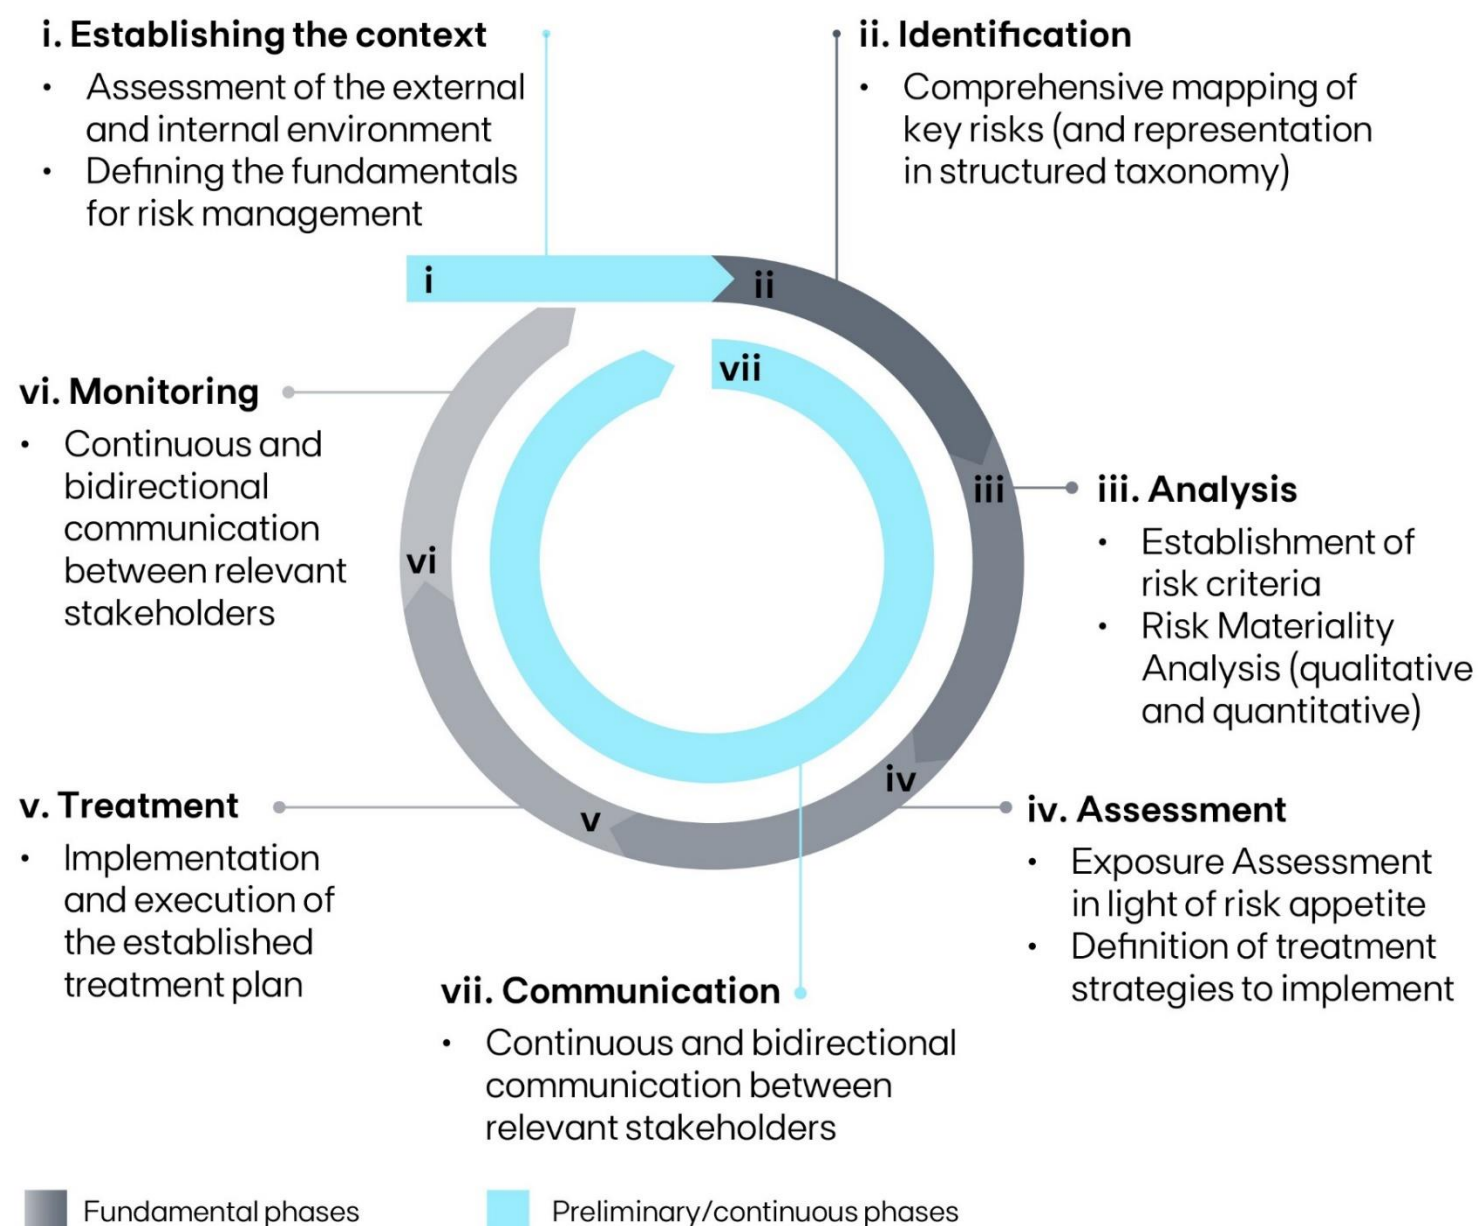 i. Establishing the context
• Assessment of the external
and internal environment
• Defining the fundamentals
for risk management
ii. Identification
• Comprehensive mapping of
key risks (and representation
in structured taxonomy)
i
ii
vii
iii
vi
iv
v
iii. Analysis
• Establishment of
risk criteria
• Risk Materiality
Analysis (qualitative
and quantitative)
iv. Assessment
• Exposure Assessment
in light of risk appetite
• Definition of treatment
strategies to implement
v. Treatment
• Implementation
and execution of
the established
treatment plan
vi. Monitoring
• Continuous and
bidirectional
communication
between relevant
stakeholders
vii. Communication
• Continuous and bidirectional
communication between
relevant stakeholders
Fundamental phases
Preliminary/continuous phases